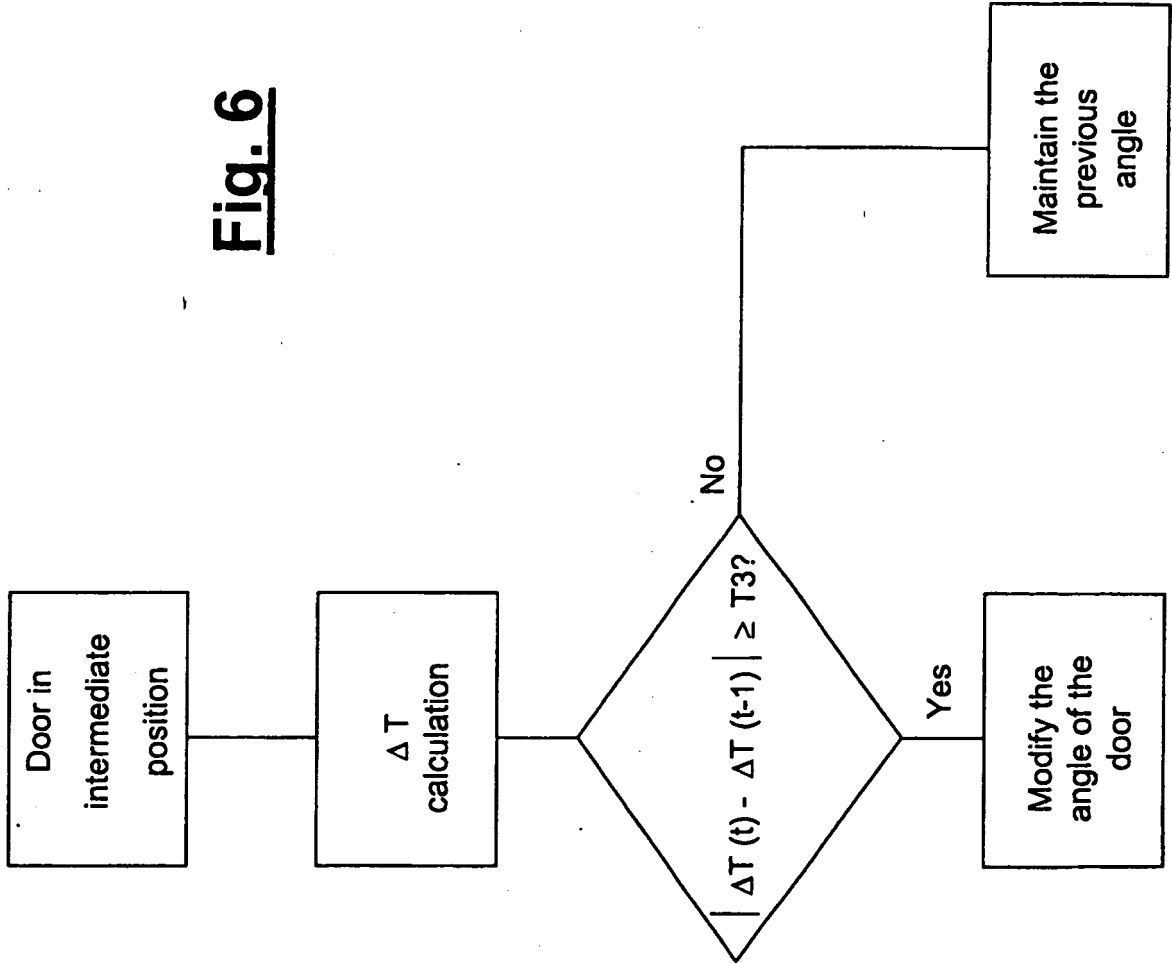 Fig. 6
Door in
intermediate
position
Δ T
calculation
| ΔT (t) - ΔT (t-1) | ≥ T3?
No
Yes
Modify the
angle of the
door
Maintain the
previous
angle